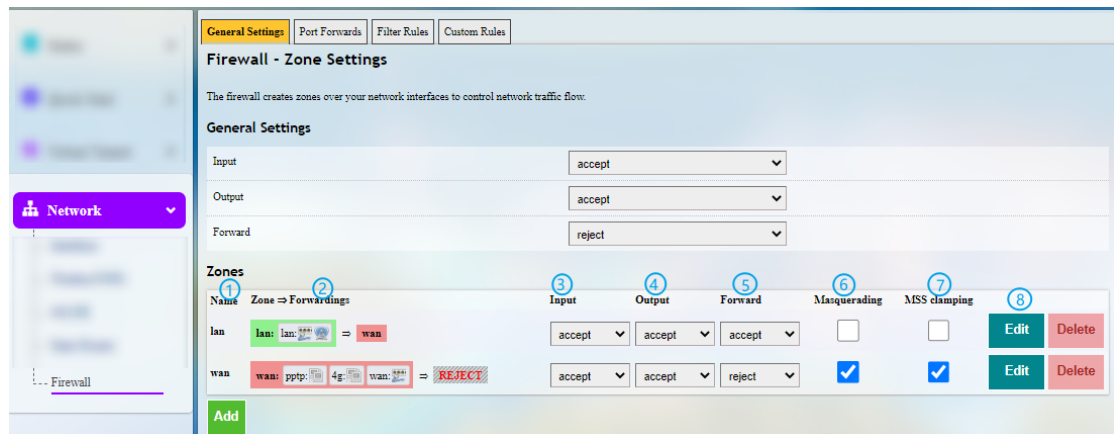 General Settings Port Forwards Filter Rules Custom Rules
Firewall - Zone Settings
The firewall creates zones over your network interfaces to control network traffic flow.
General Settings
Input accept
Output accept
Forward reject
Network
Zones
1 2 3 4 5 6 7 8
Name Zone ⇒ Forwardings Input Output Forward Masquerading MSS clamping
lan lan: lan: ⇒ wan accept accept accept Edit Delete
wan wan: pptp: 4g: wan: ⇒ REJECT accept accept reject Edit Delete
Firewall
Add